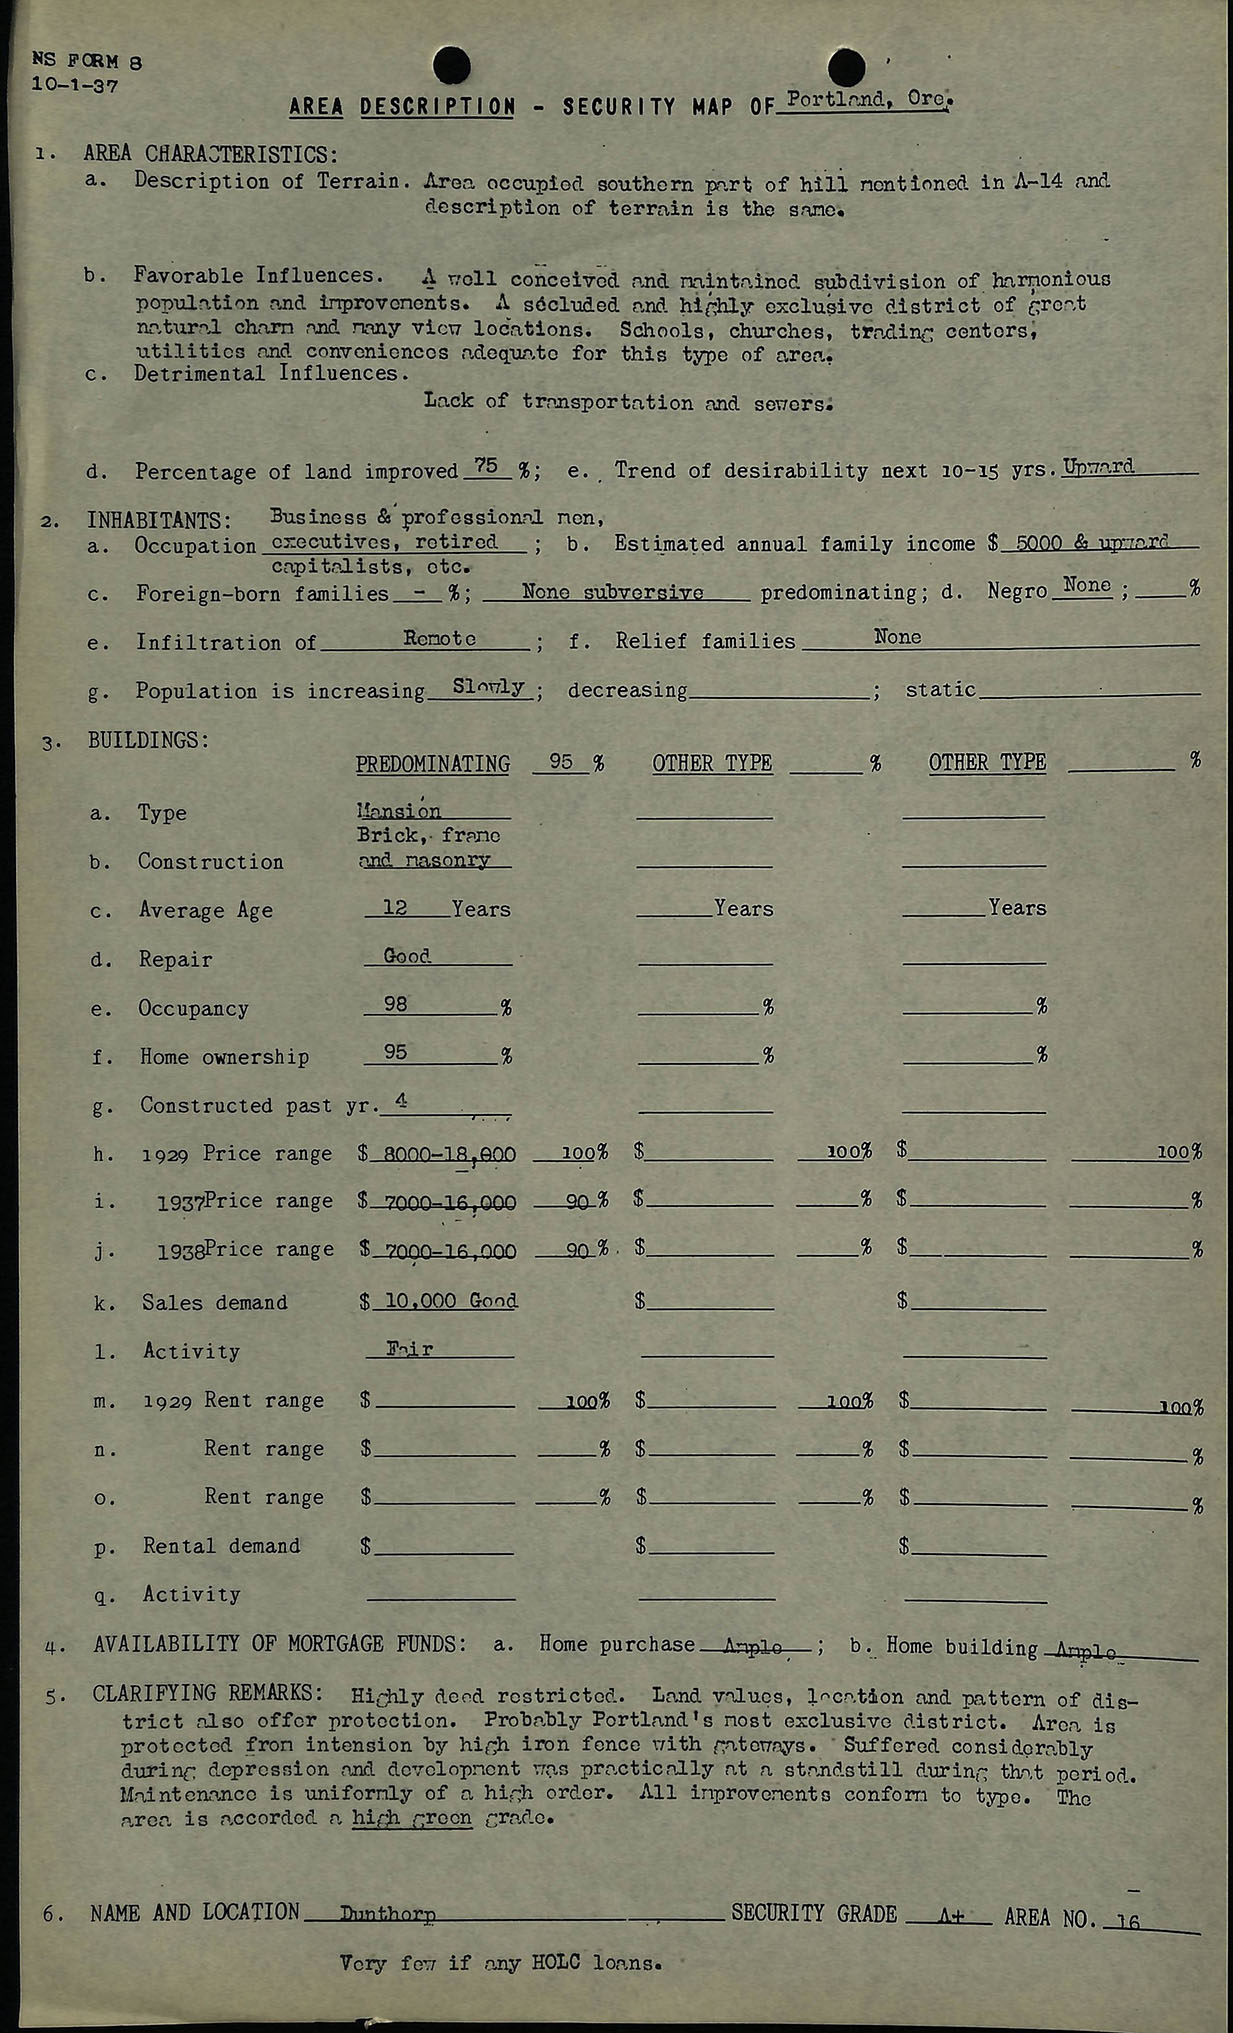 NS FORM 8
10-1-37
AREA DESCRIPTION - SECURITY MAP OF Portland, Ore.
1. AREA CHARACTERISTICS:
a. Description of Terrain. Area occupied southern part of hill mentioned in A-14 and
description of terrain is the same.
b. Favorable Influences. A well conceived and maintained subdivision of harmonious
population and improvements. A secluded and highly exclusive district of great
natural charm and many view locations. Schools, churches, trading centers,
utilities and conveniences adequate for this type of area.
c. Detrimental Influences.
Lack of transportation and sewers.
d. Percentage of land improved 75 %; e. Trend of desirability next 10-15 yrs. Upward
2. INHABITANTS: Business & professional men,
a. Occupation executives, retired ; b. Estimated annual family income $ 5000 & upward
capitalists, etc.
c. Foreign-born families - %; None subversive predominating; d. Negro None ; %
e. Infiltration of Remote ; f. Relief families None
g. Population is increasing Slowly ; decreasing ; static
3. BUILDINGS:
PREDOMINATING 95 % OTHER TYPE % OTHER TYPE %
a. Type Mansion
Brick, frame
b. Construction and masonry
c. Average Age 12 Years Years Years
d. Repair Good
e. Occupancy 98 % % %
f. Home ownership 95 % % %
g. Constructed past yr. 4
h. 1929 Price range $ 8000-18,000 100% $ 100% $ 100%
i. 1937 Price range $ 7000-16,000 90 % $ % $ %
j. 1938 Price range $ 7000-16,000 90 % $ % $ %
k. Sales demand $ 10,000 Good $ $
l. Activity Fair
m. 1929 Rent range $ 100% $ 100% $ 100%
n. Rent range $ % $ % $ %
o. Rent range $ % $ % $ %
p. Rental demand $ $ $
q. Activity
4. AVAILABILITY OF MORTGAGE FUNDS: a. Home purchase Ample ; b. Home building Ample
5. CLARIFYING REMARKS: Highly deed restricted. Land values, location and pattern of dis-
trict also offer protection. Probably Portland's most exclusive district. Area is
protected from intension by high iron fence with gateways. Suffered considerably
during depression and development was practically at a standstill during that period.
Maintenance is uniformly of a high order. All improvements conform to type. The
area is accorded a high green grade.
6. NAME AND LOCATION Dunthorp SECURITY GRADE A+ AREA NO. 16
Very few if any HOLC loans.